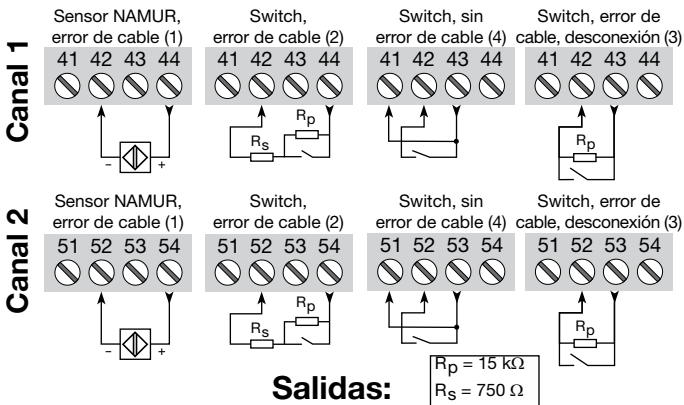 Sensor NAMUR,
error de cable (1)
Switch,
error de cable (2)
Switch, sin
error de cable (4)
Switch, error de
cable, desconexión (3)
Canal 1
41 42 43 44
41 42 43 44
41 42 43 44
41 42 43 44
– +
Rs
Rp
Rp
Sensor NAMUR,
error de cable (1)
Switch,
error de cable (2)
Switch, sin
error de cable (4)
Switch, error de
cable, desconexión (3)
Canal 2
51 52 53 54
51 52 53 54
51 52 53 54
51 52 53 54
– +
Rs
Rp
Rp
Salidas:
Rp = 15 kΩ
Rs = 750 Ω